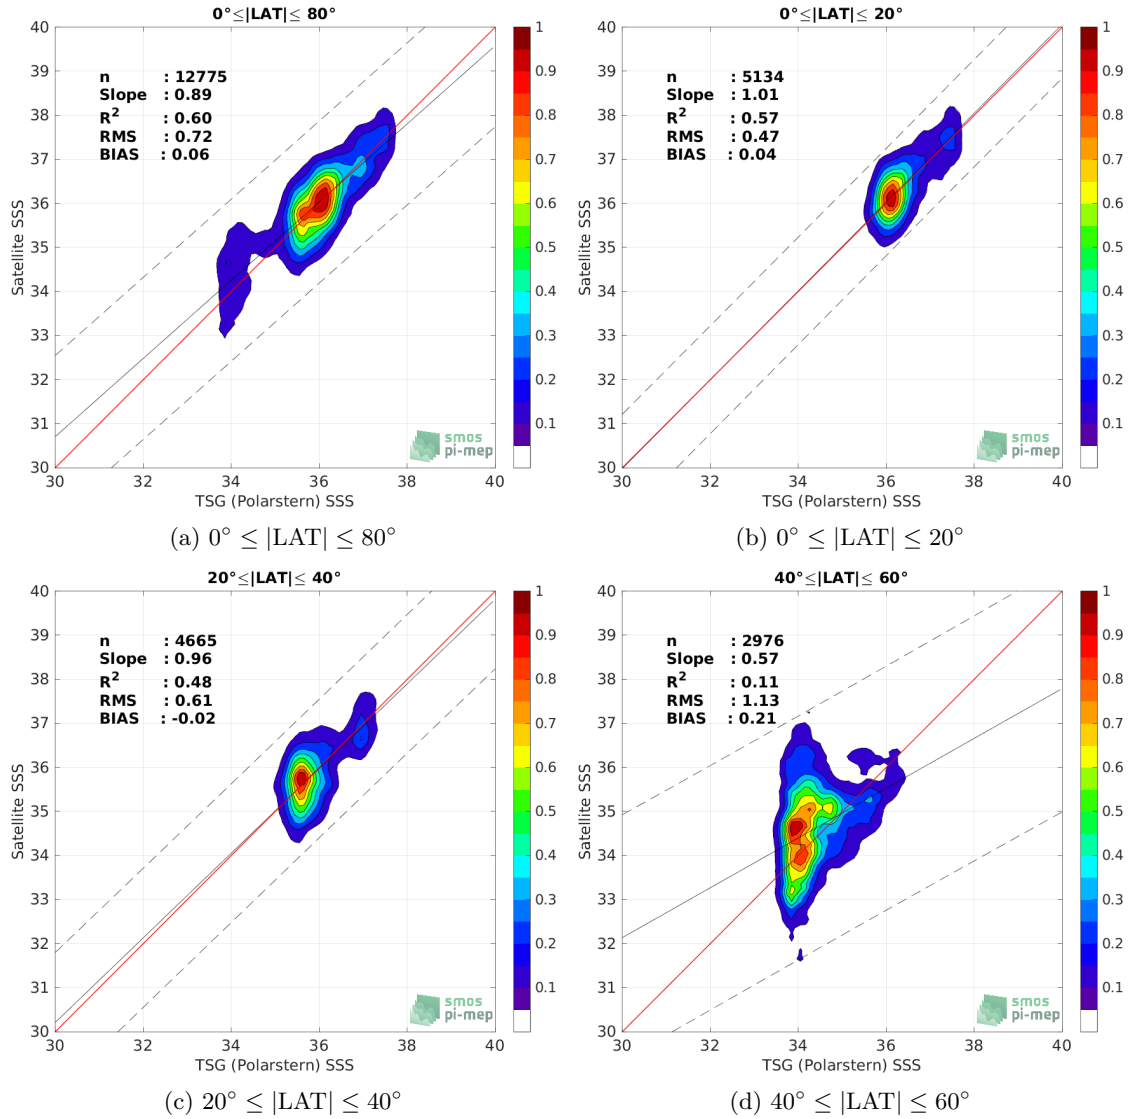 0°≤|LAT|≤ 80°
40
39
38
37
36
35
34
33
32
31
30
Satellite SSS
n : 12775
Slope : 0.89
R² : 0.60
RMS : 0.72
BIAS : 0.06
smos
pi-mep
30 32 34 36 38 40
TSG (Polarstern) SSS
1
0.9
0.8
0.7
0.6
0.5
0.4
0.3
0.2
0.1
(a) 0° ≤ |LAT| ≤ 80°
0°≤|LAT|≤ 20°
40
39
38
37
36
35
34
33
32
31
30
Satellite SSS
n : 5134
Slope : 1.01
R² : 0.57
RMS : 0.47
BIAS : 0.04
smos
pi-mep
30 32 34 36 38 40
TSG (Polarstern) SSS
1
0.9
0.8
0.7
0.6
0.5
0.4
0.3
0.2
0.1
(b) 0° ≤ |LAT| ≤ 20°
20°≤|LAT|≤ 40°
40
39
38
37
36
35
34
33
32
31
30
Satellite SSS
n : 4665
Slope : 0.96
R² : 0.48
RMS : 0.61
BIAS : -0.02
smos
pi-mep
30 32 34 36 38 40
TSG (Polarstern) SSS
1
0.9
0.8
0.7
0.6
0.5
0.4
0.3
0.2
0.1
(c) 20° ≤ |LAT| ≤ 40°
40°≤|LAT|≤ 60°
40
39
38
37
36
35
34
33
32
31
30
Satellite SSS
n : 2976
Slope : 0.57
R² : 0.11
RMS : 1.13
BIAS : 0.21
smos
pi-mep
30 32 34 36 38 40
TSG (Polarstern) SSS
1
0.9
0.8
0.7
0.6
0.5
0.4
0.3
0.2
0.1
(d) 40° ≤ |LAT| ≤ 60°